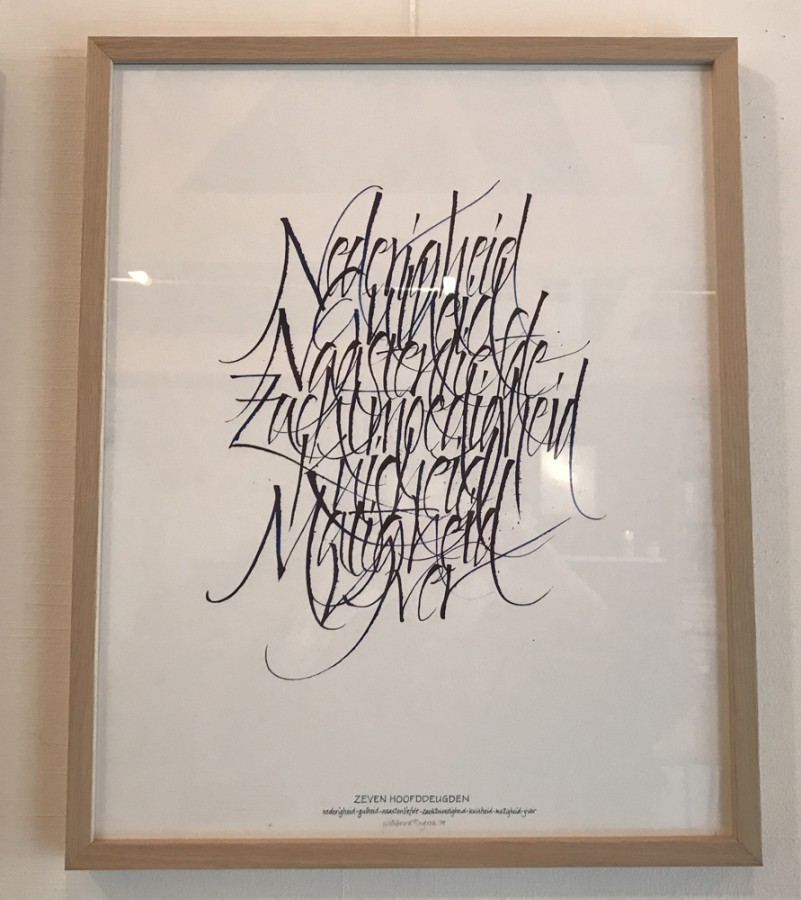 Nederigheid
Gulheid
Naastenliefde
Zachtmoedigheid
Kuisheid
Matigheid
IJver
ZEVEN HOOFDDEUGDEN
nederigheid-gulheid-naastenliefde-zachtmoedigheid-kuisheid-matigheid-ijver